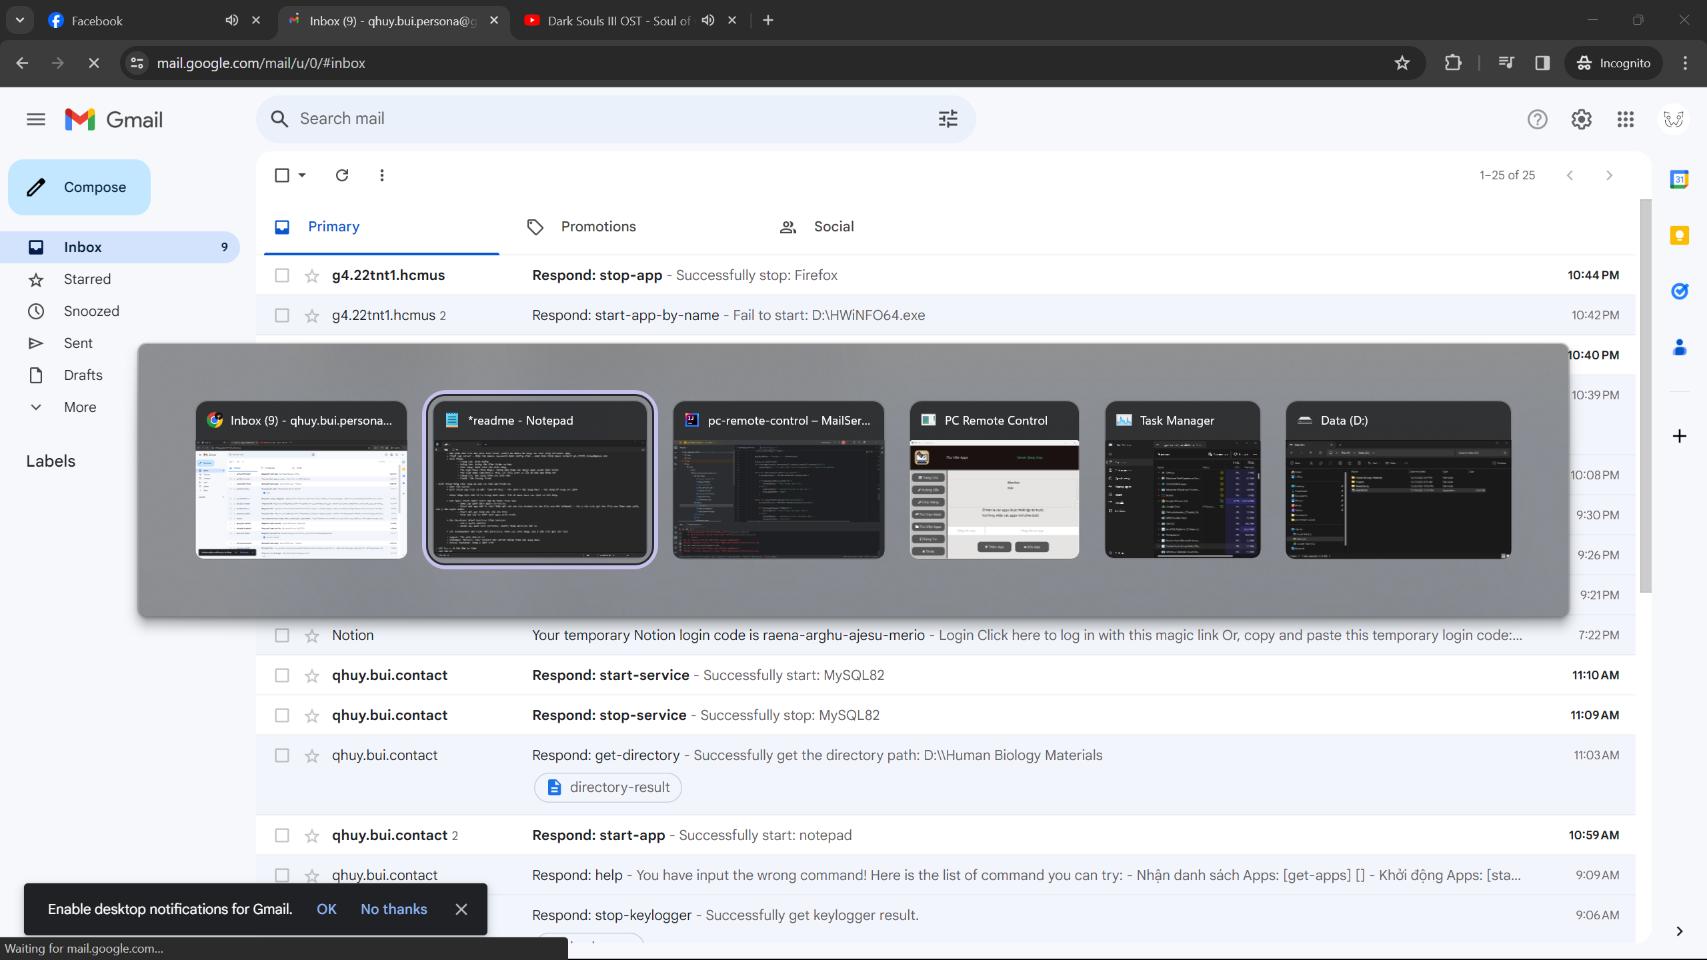 Facebook
Inbox (9) - qhuy.bui.persona@g
Dark Souls III OST - Soul of
mail.google.com/mail/u/0/#inbox
Incognito
Gmail
Search mail
Compose
1–25 of 25
Primary
Promotions
Social
Inbox 9
Starred
Snoozed
Sent
Drafts
More
Labels
g4.22tnt1.hcmus Respond: stop-app - Successfully stop: Firefox 10:44 PM
g4.22tnt1.hcmus 2 Respond: start-app-by-name - Fail to start: D:\HWiNFO64.exe 10:42 PM
10:40 PM
10:39 PM
Inbox (9) - qhuy.bui.persona...
*readme - Notepad
pc-remote-control – MailSer...
PC Remote Control
Task Manager
Data (D:)
10:08 PM
9:30 PM
9:26 PM
9:21 PM
Notion Your temporary Notion login code is raena-arghu-ajesu-merio - Login Click here to log in with this magic link Or, copy and paste this temporary login code:... 7:22 PM
qhuy.bui.contact Respond: start-service - Successfully start: MySQL82 11:10 AM
qhuy.bui.contact Respond: stop-service - Successfully stop: MySQL82 11:09 AM
qhuy.bui.contact Respond: get-directory - Successfully get the directory path: D:\\Human Biology Materials 11:03 AM
directory-result
qhuy.bui.contact 2 Respond: start-app - Successfully start: notepad 10:59 AM
qhuy.bui.contact Respond: help - You have input the wrong command! Here is the list of command you can try: - Nhận danh sách Apps: [get-apps] [] - Khởi động Apps: [sta... 9:09 AM
Respond: stop-keylogger - Successfully get keylogger result. 9:06 AM
Enable desktop notifications for Gmail. OK No thanks
Waiting for mail.google.com...